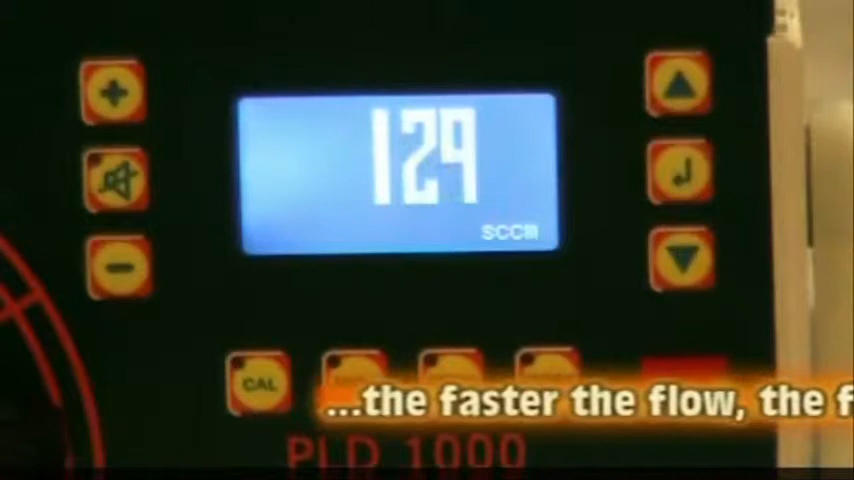 129
SCCM
CAL
...the faster the flow, the f
PLD 1000